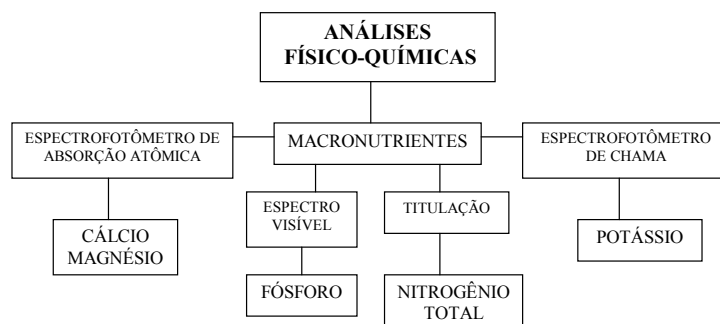 ANÁLISES
FÍSICO-QUÍMICAS
ESPECTROFOTÔMETRO DE
ABSORÇÃO ATÔMICA
MACRONUTRIENTES
ESPECTROFOTÔMETRO
DE CHAMA
ESPECTRO
VISÍVEL
TITULAÇÃO
CÁLCIO
MAGNÉSIO
POTÁSSIO
FÓSFORO
NITROGÊNIO
TOTAL